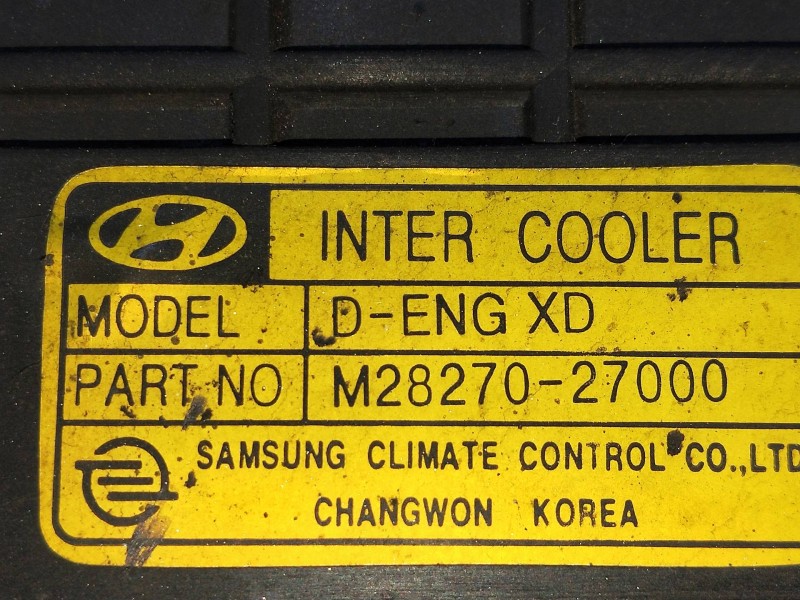 INTER COOLER
MODEL D-ENG XD
PART NO M28270-27000
SAMSUNG CLIMATE CONTROL CO.,LTD
CHANGWON KOREA